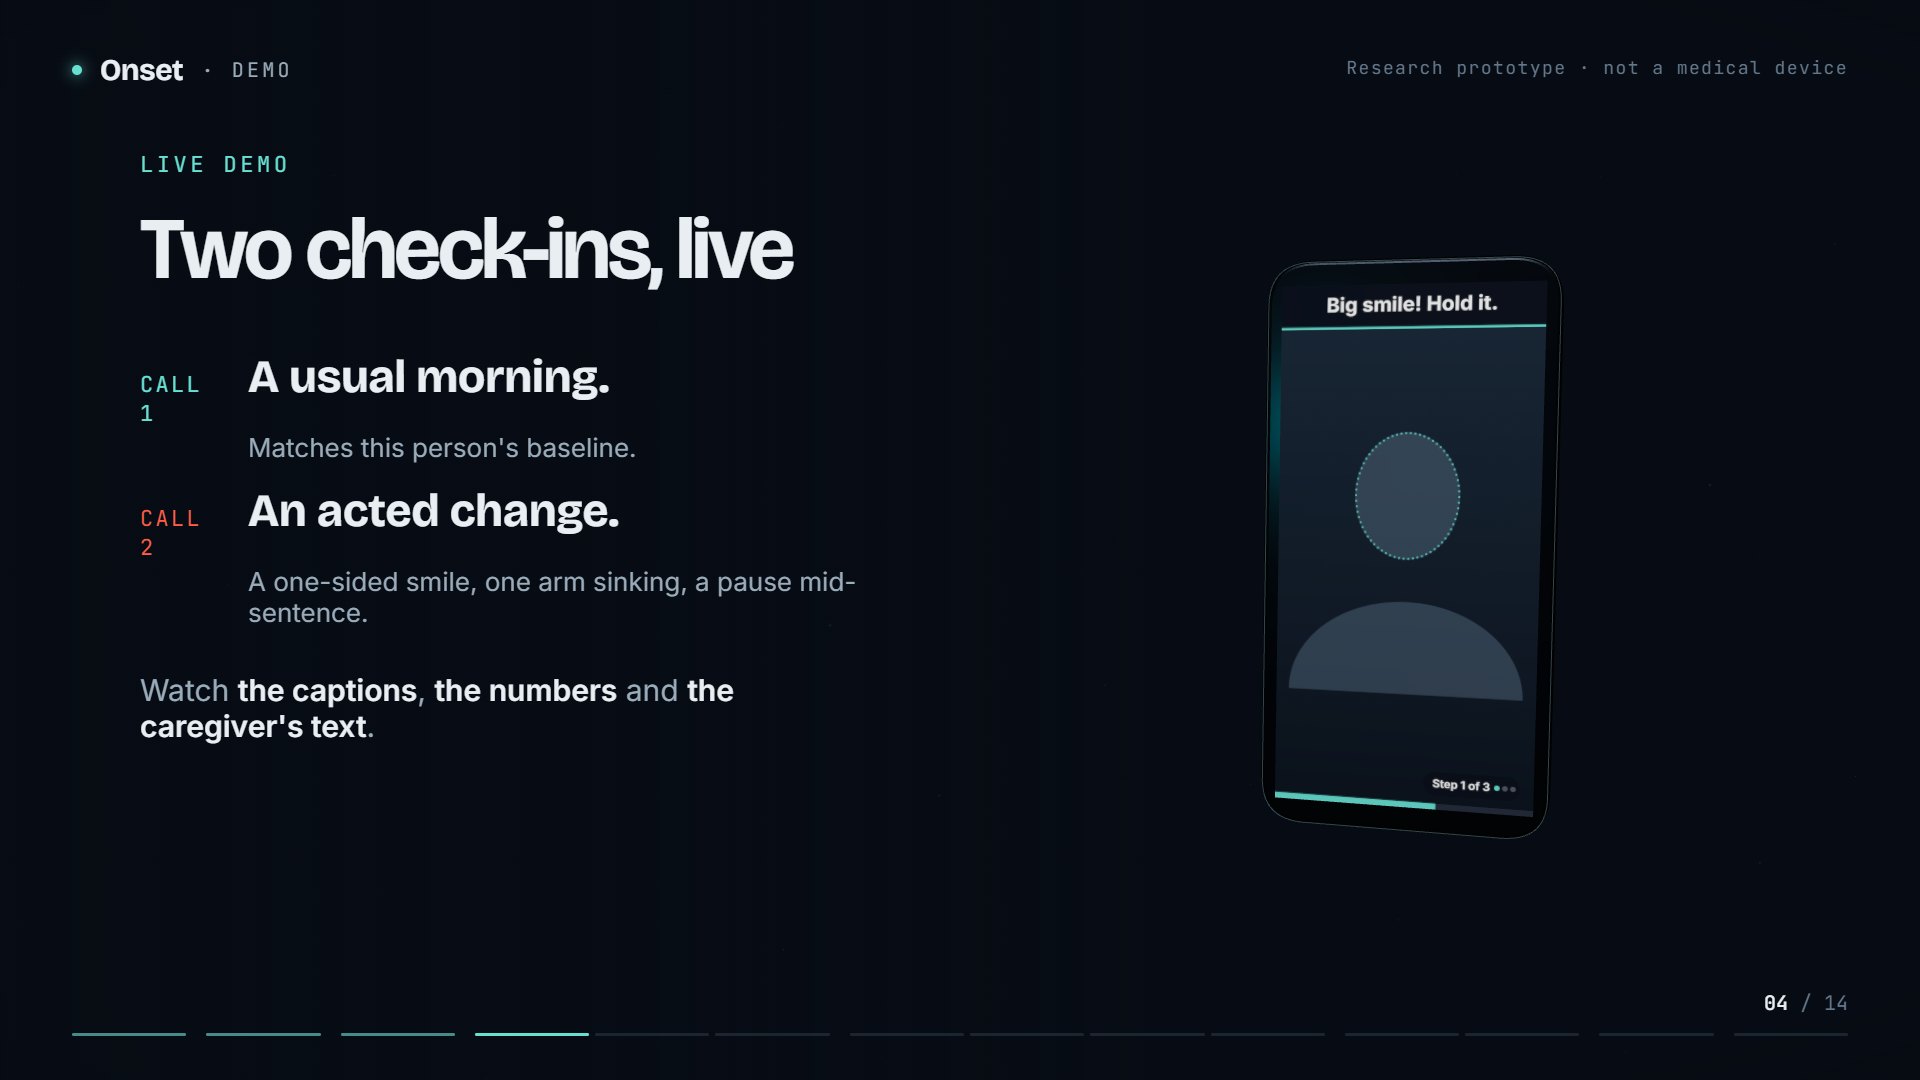 Onset · DEMO
Research prototype · not a medical device
LIVE DEMO
Two check-ins, live
CALL 1
A usual morning.
Matches this person's baseline.
CALL 2
An acted change.
A one-sided smile, one arm sinking, a pause mid-
sentence.
Watch the captions, the numbers and the
caregiver's text.
Big smile! Hold it.
Step 1 of 3
04 / 14